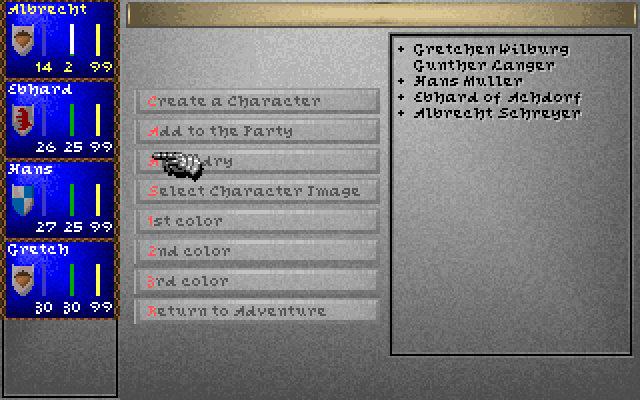 Albrecht
14 2 99
Ebhard
26 25 99
Hans
27 25 99
Gretch
30 30 99
Create a Character
Add to the Party
Select Character Image
1st color
2nd color
3rd color
Return to Adventure
+ Gretchen Wilburg
Gunther Langer
+ Hans Muller
+ Ebhard of Achdorf
+ Albrecht Schreyer